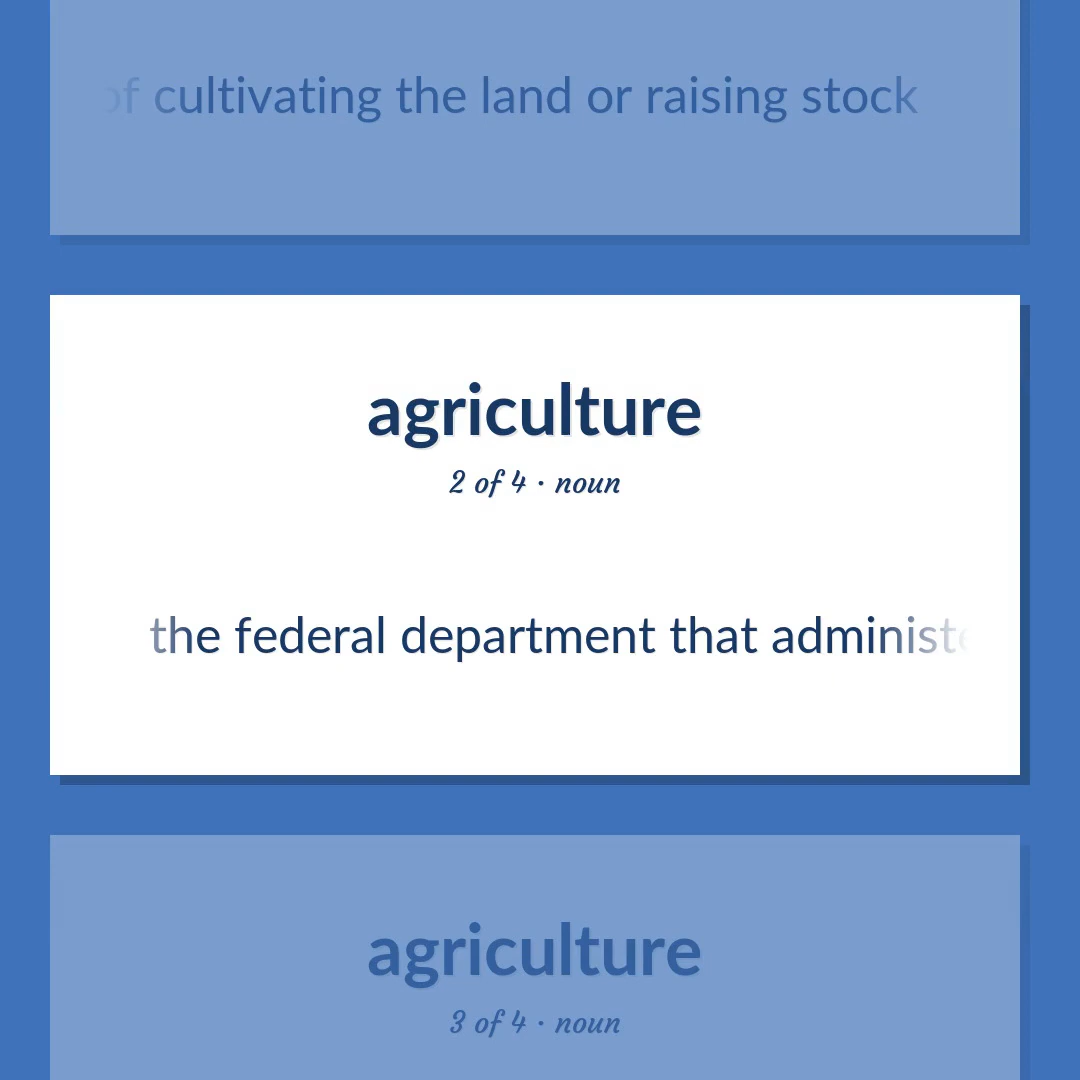 of cultivating the land or raising stock
agriculture
2 of 4 · noun
the federal department that
agriculture
3 of 4 · noun